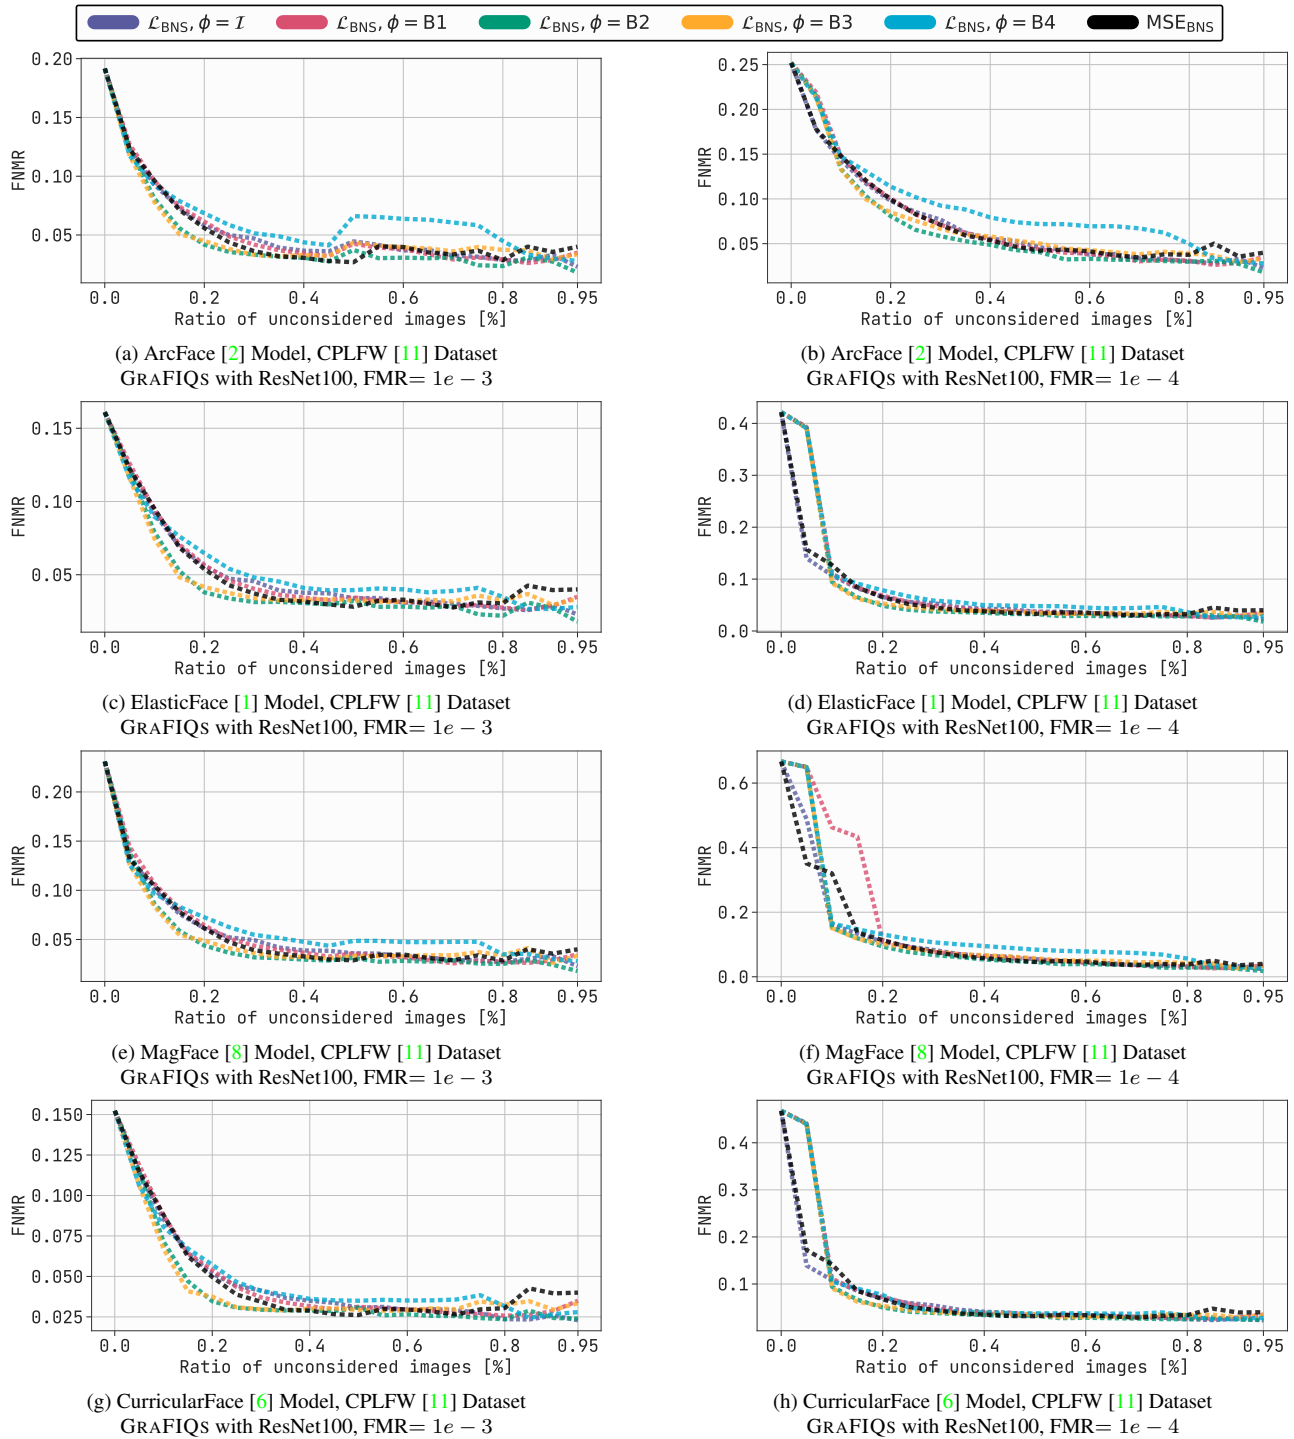 ℒ_BNS, ϕ = ℐ ℒ_BNS, ϕ = B1 ℒ_BNS, ϕ = B2 ℒ_BNS, ϕ = B3 ℒ_BNS, ϕ = B4 MSE_BNS
0.20
0.15
0.10
0.05
FNMR
0.0 0.2 0.4 0.6 0.8 0.95
Ratio of unconsidered images [%]
(a) ArcFace [2] Model, CPLFW [11] Dataset
GRAFIQS with ResNet100, FMR= 1e − 3
0.25
0.20
0.15
0.10
0.05
FNMR
0.0 0.2 0.4 0.6 0.8 0.95
Ratio of unconsidered images [%]
(b) ArcFace [2] Model, CPLFW [11] Dataset
GRAFIQS with ResNet100, FMR= 1e − 4
0.15
0.10
0.05
FNMR
0.0 0.2 0.4 0.6 0.8 0.95
Ratio of unconsidered images [%]
(c) ElasticFace [1] Model, CPLFW [11] Dataset
GRAFIQS with ResNet100, FMR= 1e − 3
0.4
0.3
0.2
0.1
0.0
FNMR
0.0 0.2 0.4 0.6 0.8 0.95
Ratio of unconsidered images [%]
(d) ElasticFace [1] Model, CPLFW [11] Dataset
GRAFIQS with ResNet100, FMR= 1e − 4
0.20
0.15
0.10
0.05
FNMR
0.0 0.2 0.4 0.6 0.8 0.95
Ratio of unconsidered images [%]
(e) MagFace [8] Model, CPLFW [11] Dataset
GRAFIQS with ResNet100, FMR= 1e − 3
0.6
0.4
0.2
0.0
FNMR
0.0 0.2 0.4 0.6 0.8 0.95
Ratio of unconsidered images [%]
(f) MagFace [8] Model, CPLFW [11] Dataset
GRAFIQS with ResNet100, FMR= 1e − 4
0.150
0.125
0.100
0.075
0.050
0.025
FNMR
0.0 0.2 0.4 0.6 0.8 0.95
Ratio of unconsidered images [%]
(g) CurricularFace [6] Model, CPLFW [11] Dataset
GRAFIQS with ResNet100, FMR= 1e − 3
0.4
0.3
0.2
0.1
FNMR
0.0 0.2 0.4 0.6 0.8 0.95
Ratio of unconsidered images [%]
(h) CurricularFace [6] Model, CPLFW [11] Dataset
GRAFIQS with ResNet100, FMR= 1e − 4